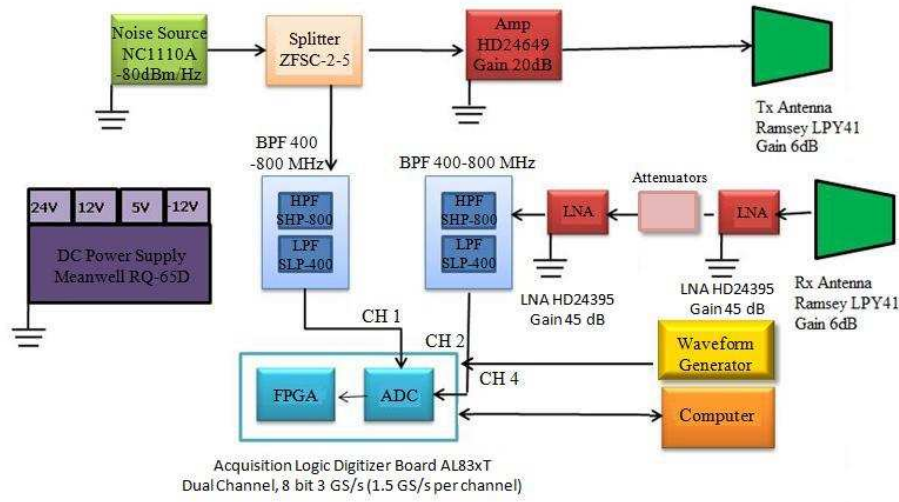 Noise Source
NC1110A
-80dBm/Hz
Splitter
ZFSC-2-5
Amp
HD24649
Gain 20dB
Tx Antenna
Ramsey LPY41
Gain 6dB
BPF 400
-800 MHz
BPF 400-800 MHz
Attenuators
24V
12V
5V
-12V
HPF
SHP-800
HPF
SHP-800
LNA
LNA
LPF
SLP-400
LPF
SLP-400
DC Power Supply
Meanwell RQ-65D
LNA HD24395
Gain 45 dB
LNA HD24395
Gain 45 dB
Rx Antenna
Ramsey LPY41
Gain 6dB
CH 1
CH 2
CH 4
Waveform
Generator
FPGA
ADC
Computer
Acquisition Logic Digitizer Board AL83xT
Dual Channel, 8 bit 3 GS/s (1.5 GS/s per channel)